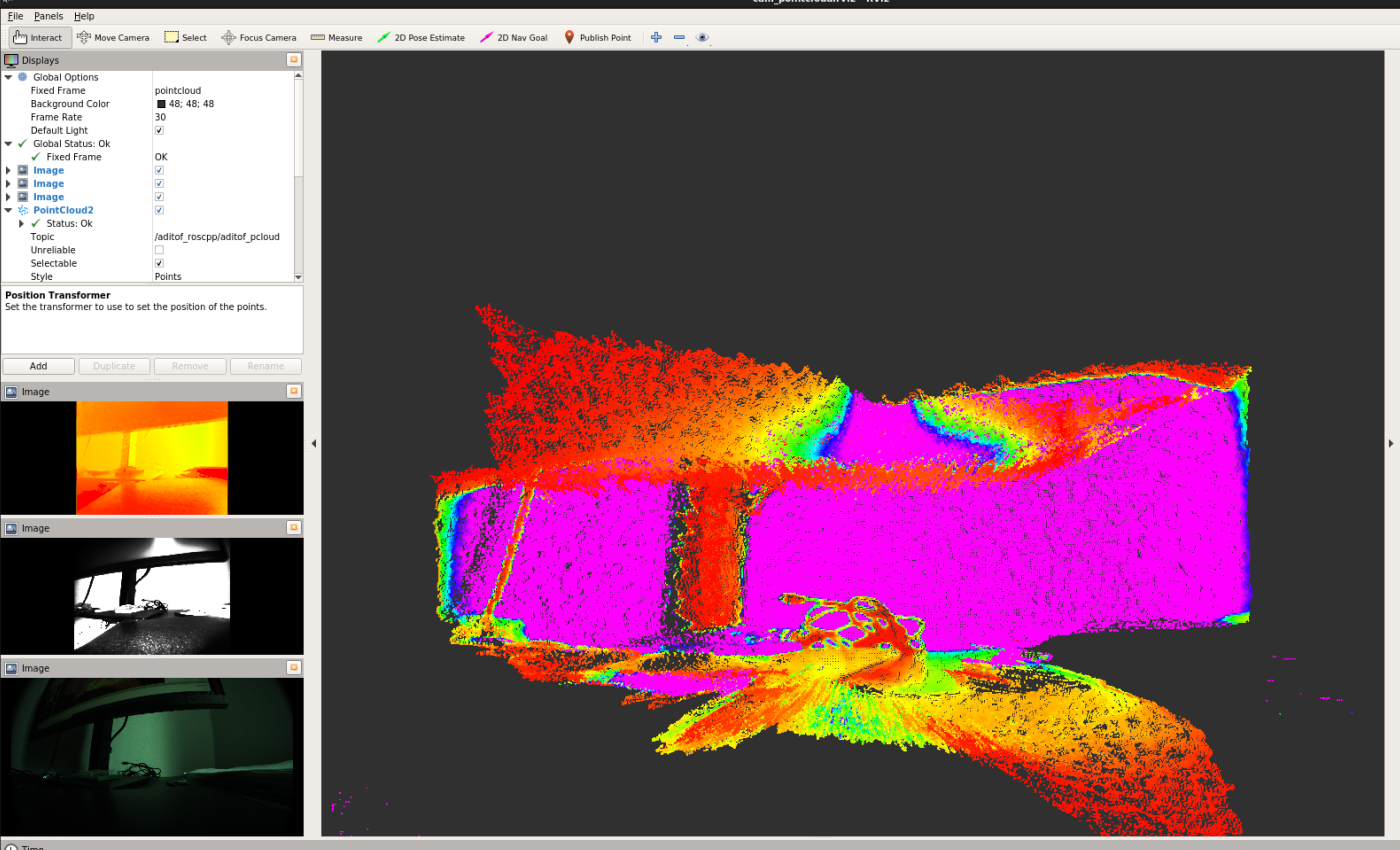 File Panels Help
Interact Move Camera Select Focus Camera Measure 2D Pose Estimate 2D Nav Goal Publish Point
Displays
Global Options
Fixed Frame pointcloud
Background Color 48; 48; 48
Frame Rate 30
Default Light
Global Status: Ok
Fixed Frame OK
Image
Image
Image
PointCloud2
Status: Ok
Topic /aditof_roscpp/aditof_pcloud
Unreliable
Selectable
Style Points
Position Transformer
Set the transformer to use to set the position of the points.
Add Duplicate Remove Rename
Image
Image
Image
Time